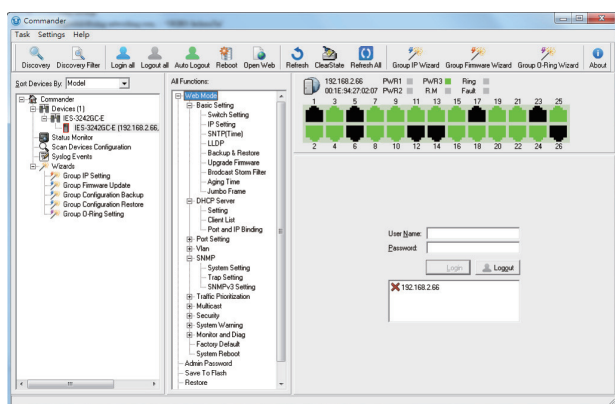 Commander
Task Settings Help
Discovery Discovery Filter Login all Logout all Auto Logout Reboot Open Web Refresh ClearState Refresh All Group IP Wizard Group Firmware Wizard Group O-Ring Wizard About
Sort Devices By: Model
Commander
Devices (1)
IES-3242GC-E
IES-3242GC-E [192.168.2.66,
Status Monitor
Scan Devices Configuration
Syslog Events
Wizards
Group IP Setting
Group Firmware Update
Group Configuration Backup
Group Configuration Restore
Group O-Ring Setting
All Functions:
Web Mode
Basic Setting
Switch Setting
IP Setting
SNTP(Time)
LLDP
Backup & Restore
Upgrade Firmware
Brodcast Storm Filter
Aging Time
Jumbo Frame
DHCP Server
Setting
Client List
Port and IP Binding
Port Setting
Vlan
SNMP
System Setting
Trap Setting
SNMPv3 Setting
Traffic Prioritization
Multicast
Security
System Warning
Monitor and Diag
Factory Default
System Reboot
Admin Password
Save To Flash
Restore
192.168.2.66 PWR1 PWR3 Ring
00:1E:94:27:02:07 PWR2 R.M Fault
1 3 5 7 9 11 13 15 17 19 21 23 25
2 4 6 8 10 12 14 16 18 20 22 24 26
User Name:
Password:
Login Logout
192.168.2.66